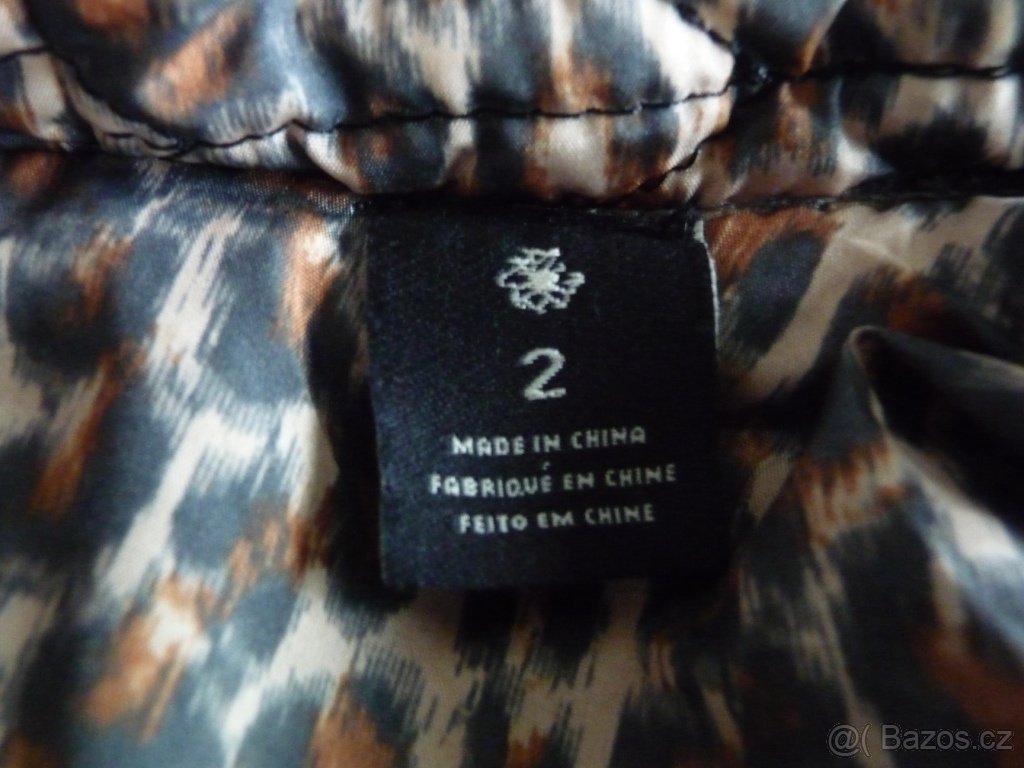 2
MADE IN CHINA
FABRIQUÉ EN CHINE
FEITO EM CHINE
@( Bazos.cz